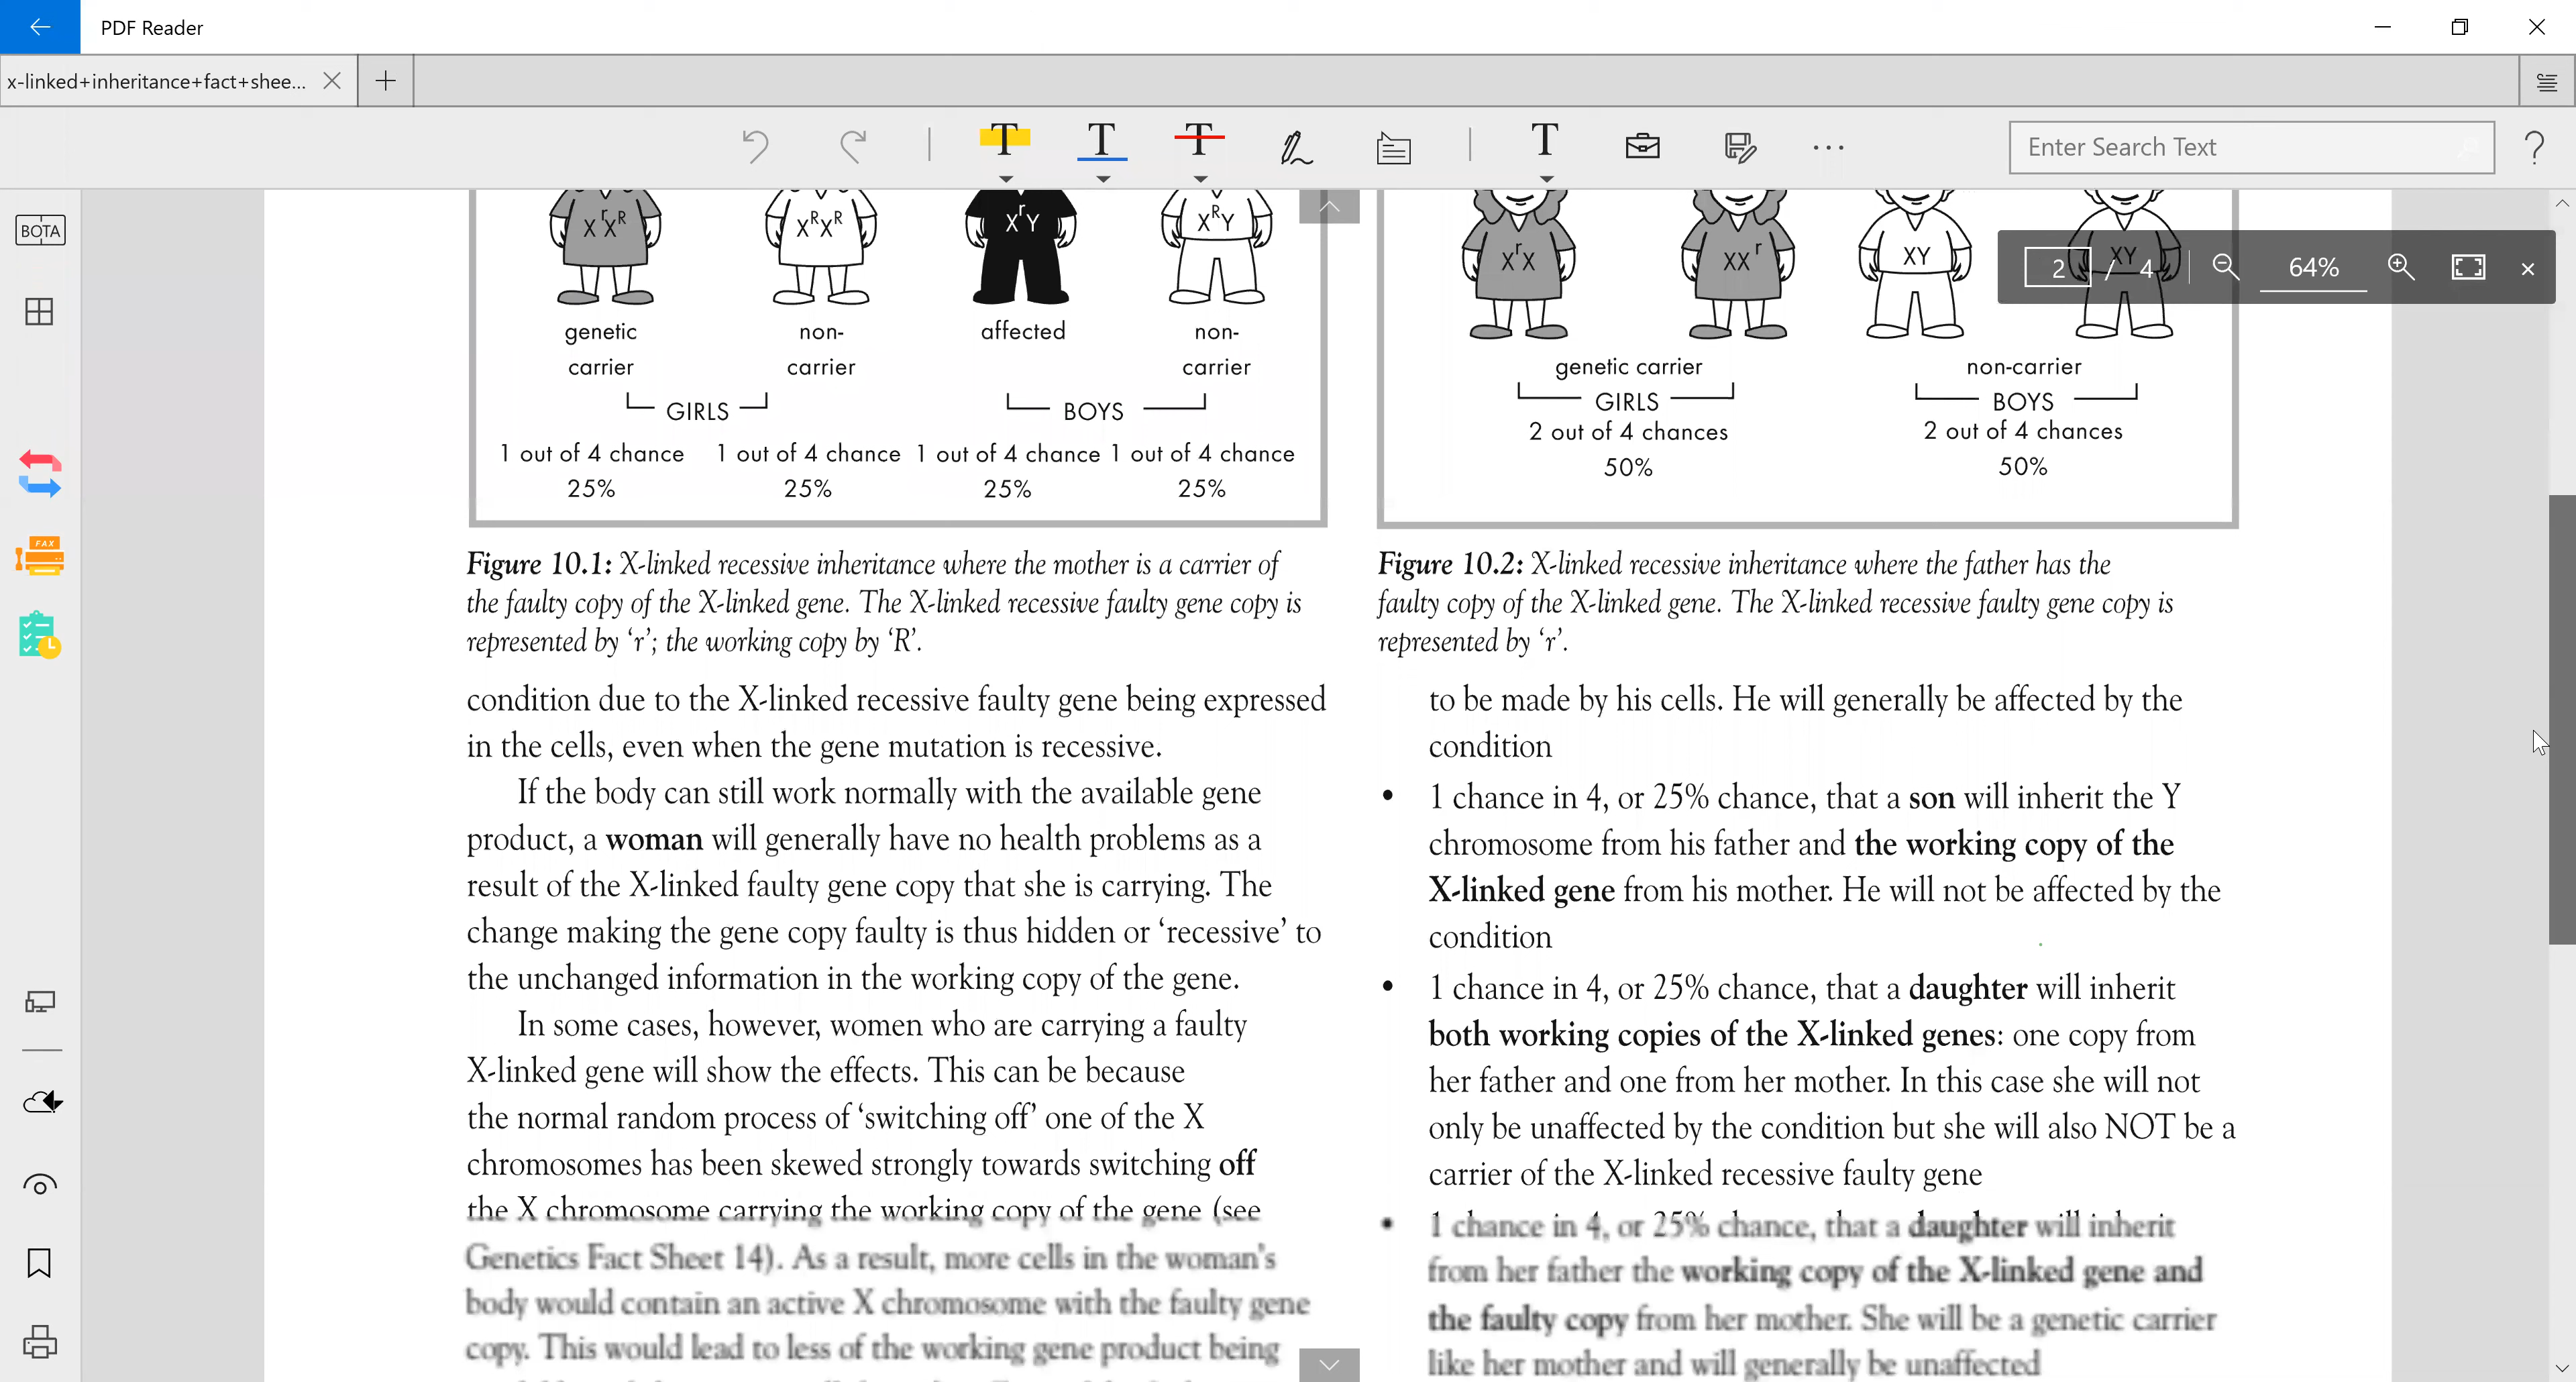 PDF Reader
x-linked+inheritance+fact+shee...
T T T T
Enter Search Text
?
BOTA
FAX
2 / 4 64%
XrXR XRXR XrY XRY
genetic non- affected non-
carrier carrier carrier
GIRLS BOYS
1 out of 4 chance 1 out of 4 chance 1 out of 4 chance 1 out of 4 chance
25% 25% 25% 25%
Figure 10.1: X-linked recessive inheritance where the mother is a carrier of
the faulty copy of the X-linked gene. The X-linked recessive faulty gene copy is
represented by ‘r’; the working copy by ‘R’.
condition due to the X-linked recessive faulty gene being expressed
in the cells, even when the gene mutation is recessive.
If the body can still work normally with the available gene
product, a woman will generally have no health problems as a
result of the X-linked faulty gene copy that she is carrying. The
change making the gene copy faulty is thus hidden or ‘recessive’ to
the unchanged information in the working copy of the gene.
In some cases, however, women who are carrying a faulty
X-linked gene will show the effects. This can be because
the normal random process of ‘switching off’ one of the X
chromosomes has been skewed strongly towards switching off
the X chromosome carrying the working copy of the gene (see
Genetics Fact Sheet 14). As a result, more cells in the woman's
body would contain an active X chromosome with the faulty gene
copy. This would lead to less of the working gene product being
XrX XXr XY XY
genetic carrier non-carrier
GIRLS BOYS
2 out of 4 chances 2 out of 4 chances
50% 50%
Figure 10.2: X-linked recessive inheritance where the father has the
faulty copy of the X-linked gene. The X-linked recessive faulty gene copy is
represented by ‘r’.
to be made by his cells. He will generally be affected by the
condition
• 1 chance in 4, or 25% chance, that a son will inherit the Y
chromosome from his father and the working copy of the
X-linked gene from his mother. He will not be affected by the
condition
• 1 chance in 4, or 25% chance, that a daughter will inherit
both working copies of the X-linked genes: one copy from
her father and one from her mother. In this case she will not
only be unaffected by the condition but she will also NOT be a
carrier of the X-linked recessive faulty gene
• 1 chance in 4, or 25% chance, that a daughter will inherit
from her father the working copy of the X-linked gene and
the faulty copy from her mother. She will be a genetic carrier
like her mother and will generally be unaffected